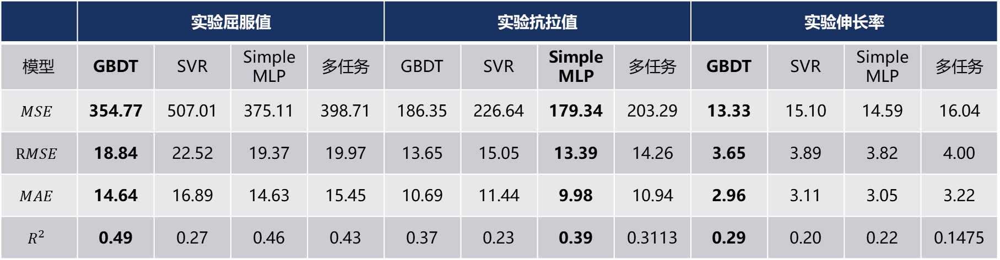 实验屈服值 实验抗拉值 实验伸长率
模型 GBDT SVR Simple MLP 多任务 GBDT SVR Simple MLP 多任务 GBDT SVR Simple MLP 多任务
MSE 354.77 507.01 375.11 398.71 186.35 226.64 179.34 203.29 13.33 15.10 14.59 16.04
RMSE 18.84 22.52 19.37 19.97 13.65 15.05 13.39 14.26 3.65 3.89 3.82 4.00
MAE 14.64 16.89 14.63 15.45 10.69 11.44 9.98 10.94 2.96 3.11 3.05 3.22
R² 0.49 0.27 0.46 0.43 0.37 0.23 0.39 0.3113 0.29 0.20 0.22 0.1475